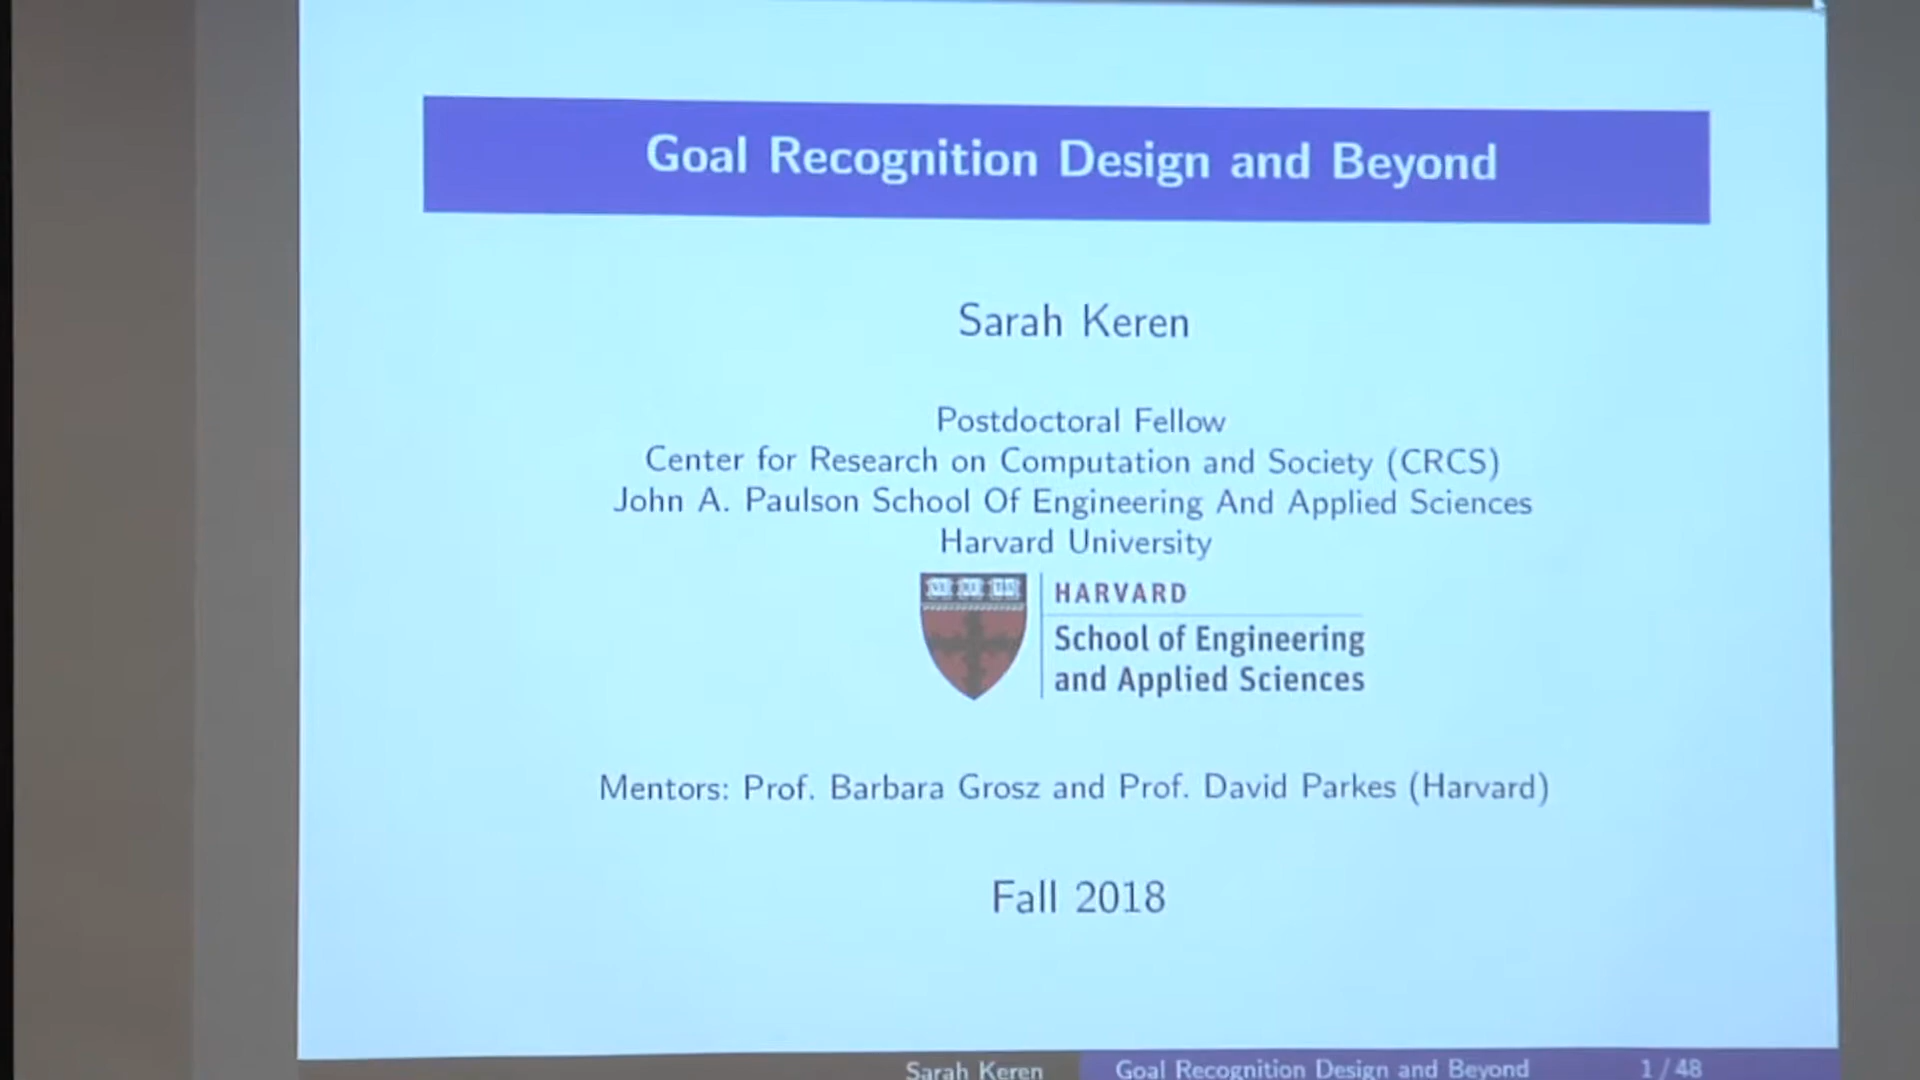 Goal Recognition Design and Beyond
Sarah Keren
Postdoctoral Fellow
Center for Research on Computation and Society (CRCS)
John A. Paulson School Of Engineering And Applied Sciences
Harvard University
HARVARD
School of Engineering
and Applied Sciences
Mentors: Prof. Barbara Grosz and Prof. David Parkes (Harvard)
Fall 2018
Sarah Keren Goal Recognition Design and Beyond 1 / 48